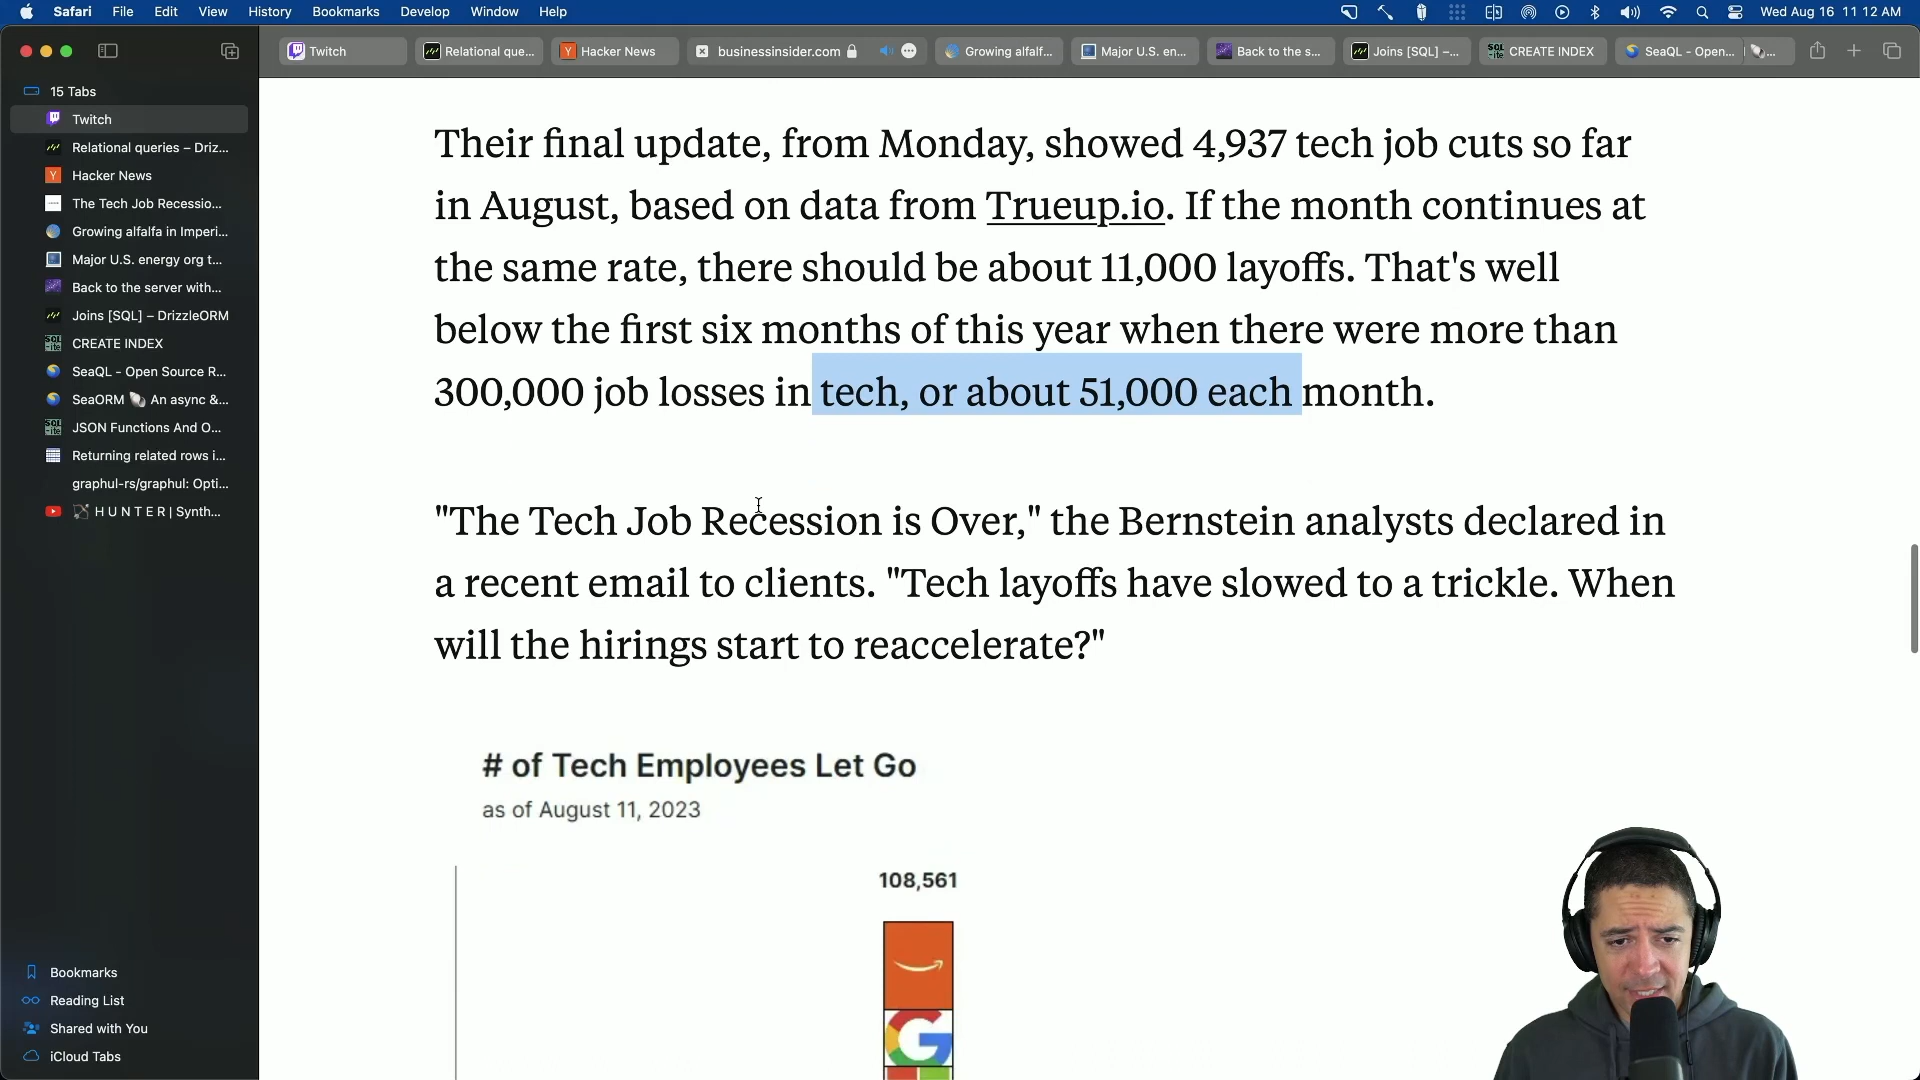 Safari File Edit View History Bookmarks Develop Window Help Wed Aug 16 11 12 AM
Twitch Relational que... Hacker News businessinsider.com Growing alfalf... Major U.S. en... Back to the s... Joins [SQL] –... CREATE INDEX SeaQL - Open...
15 Tabs
Twitch
Relational queries – Driz...
Hacker News
The Tech Job Recessio...
Growing alfalfa in Imperi...
Major U.S. energy org t...
Back to the server with...
Joins [SQL] – DrizzleORM
CREATE INDEX
SeaQL - Open Source R...
SeaORM 🐚 An async &...
JSON Functions And O...
Returning related rows i...
graphul-rs/graphul: Opti...
H U N T E R | Synth...
Bookmarks
Reading List
Shared with You
iCloud Tabs
Their final update, from Monday, showed 4,937 tech job cuts so far
in August, based on data from Trueup.io. If the month continues at
the same rate, there should be about 11,000 layoffs. That's well
below the first six months of this year when there were more than
300,000 job losses in tech, or about 51,000 each month.
"The Tech Job Recession is Over," the Bernstein analysts declared in
a recent email to clients. "Tech layoffs have slowed to a trickle. When
will the hirings start to reaccelerate?"
# of Tech Employees Let Go
as of August 11, 2023
108,561